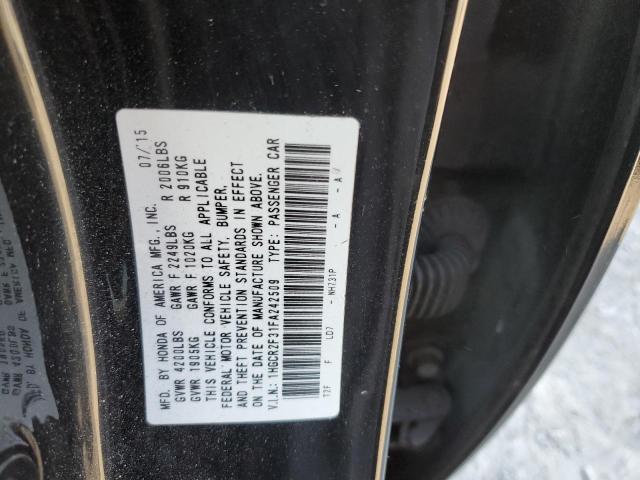 MFD. BY HONDA OF AMERICA MFG., INC. 07/15
GVWR 4200LBS GAWR F 2249LBS R 2006LBS
GVWR 1905KG GAWR F 1020KG R 910KG
THIS VEHICLE CONFORMS TO ALL APPLICABLE
FEDERAL MOTOR VEHICLE SAFETY, BUMPER,
AND THEFT PREVENTION STANDARDS IN EFFECT
ON THE DATE OF MANUFACTURE SHOWN ABOVE.
V.I.N.: 1HGCR2F31FA242509 TYPE: PASSENGER CAR
T2F F LD7 - NH731P - A - A